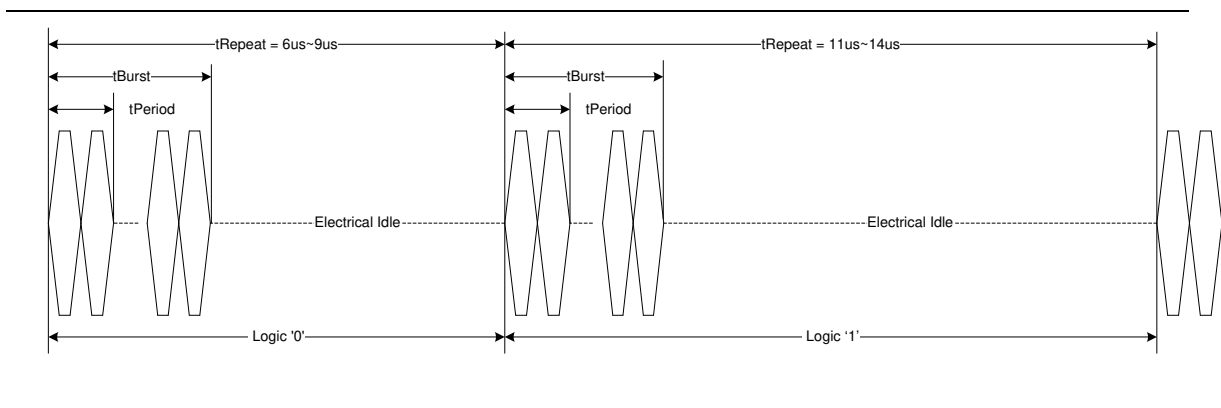 tRepeat = 6us~9us
tRepeat = 11us~14us
tBurst
tBurst
tPeriod
tPeriod
Electrical Idle
Electrical Idle
Logic '0'
Logic ‘1’